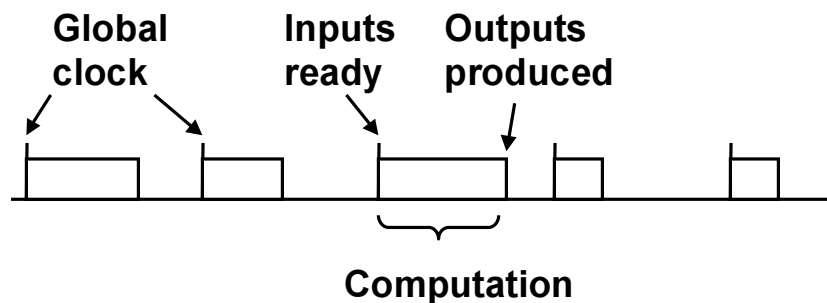 Global
clock
Inputs
ready
Outputs
produced
Computation